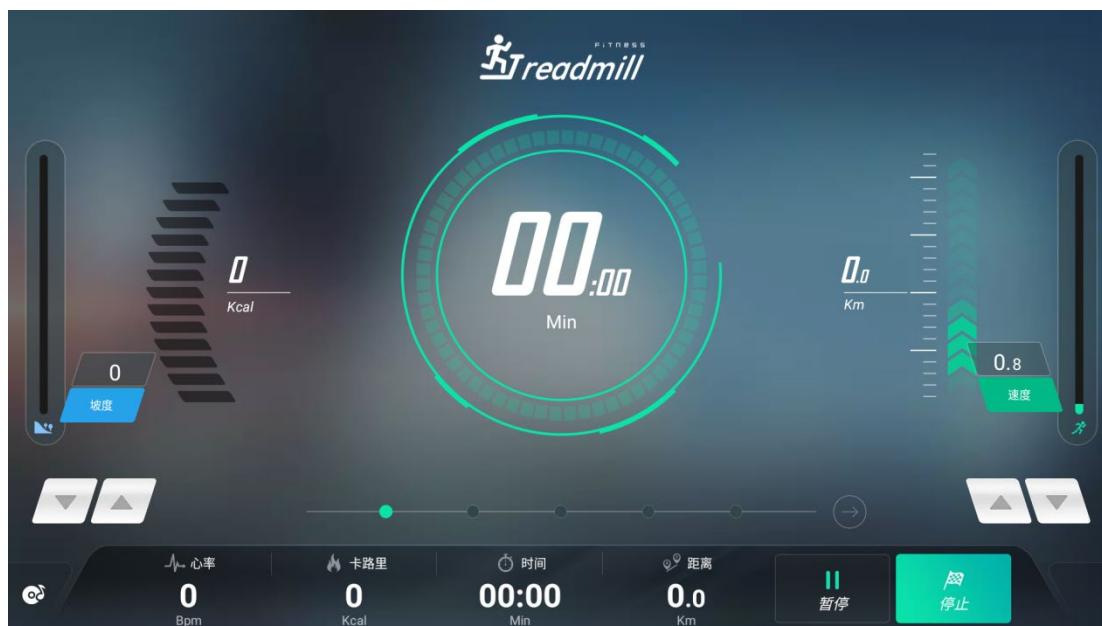 FITNESS
Treadmill
00:00
Min
0
Kcal
0.0
Km
0
坡度
0.8
速度
心率
0
Bpm
卡路里
0
Kcal
时间
00:00
Min
距离
0.0
Km
暂停
停止